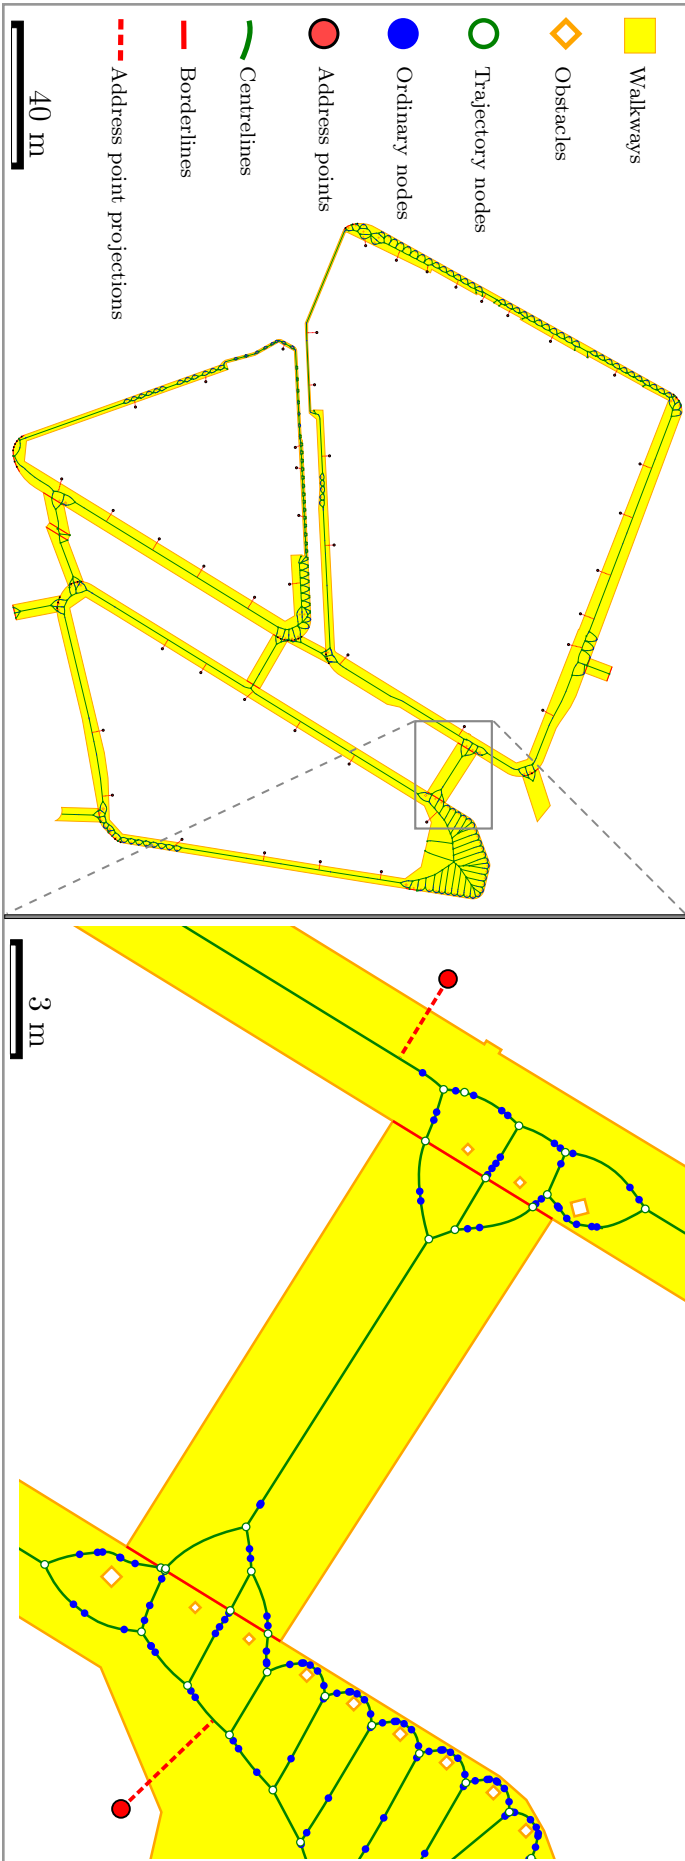 Walkways
Obstacles
Trajectory nodes
Ordinary nodes
Address points
Centrelines
Borderlines
Address point projections
40 m
3 m